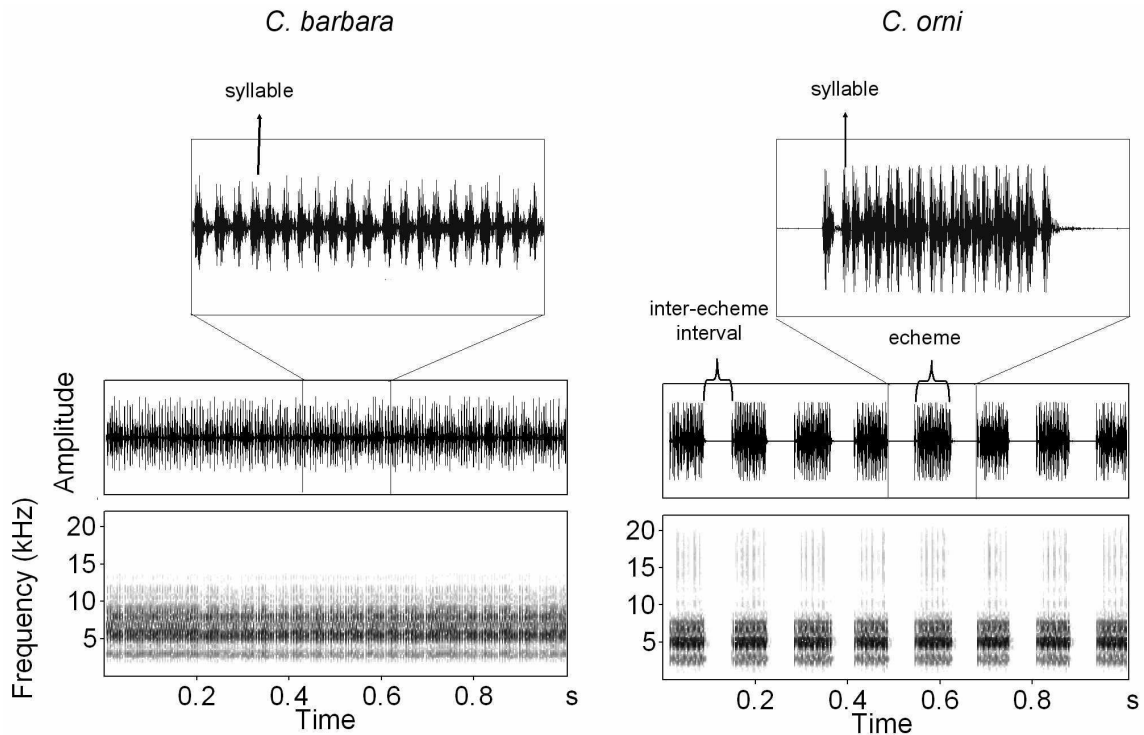 C. barbara
syllable
Amplitude
Frequency (kHz)
20
15
10
5
0.2
0.4
0.6
0.8
s
Time
C. orni
syllable
inter-echeme
interval
echeme
20
15
10
5
0.2
0.4
0.6
0.8
s
Time